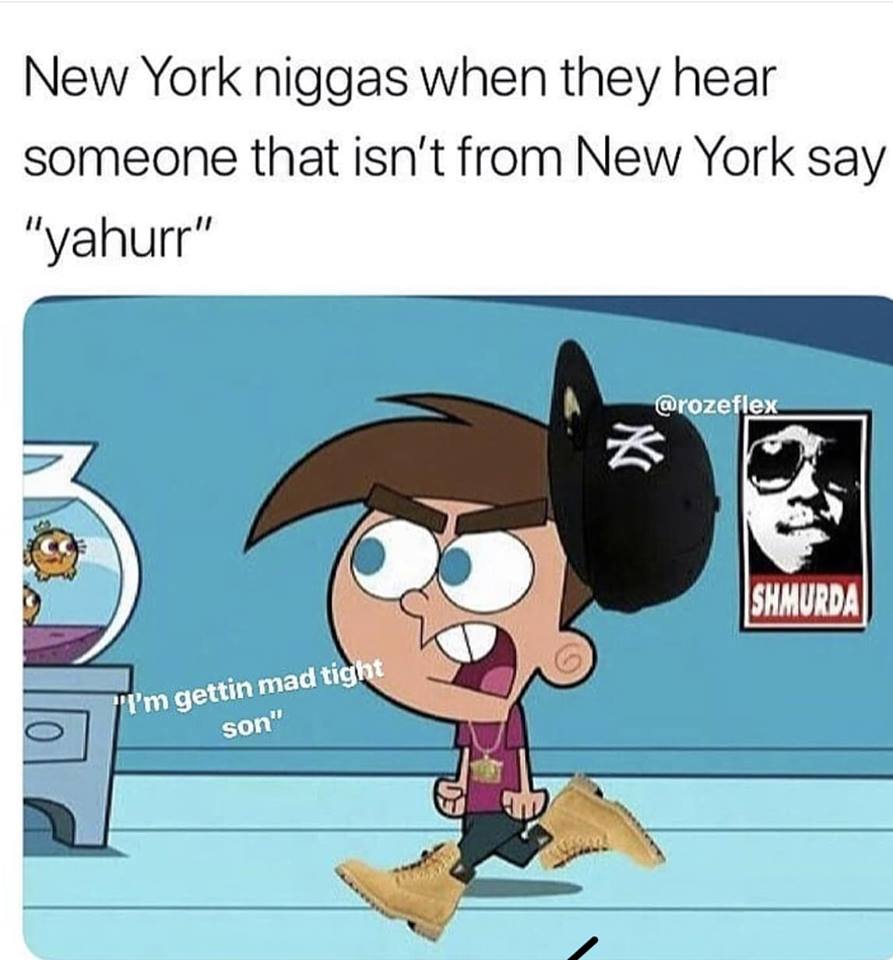 New York niggas when they hear
someone that isn't from New York say
"yahurr"
@rozeflex
NY
SHMURDA
"I'm gettin mad tight
son"